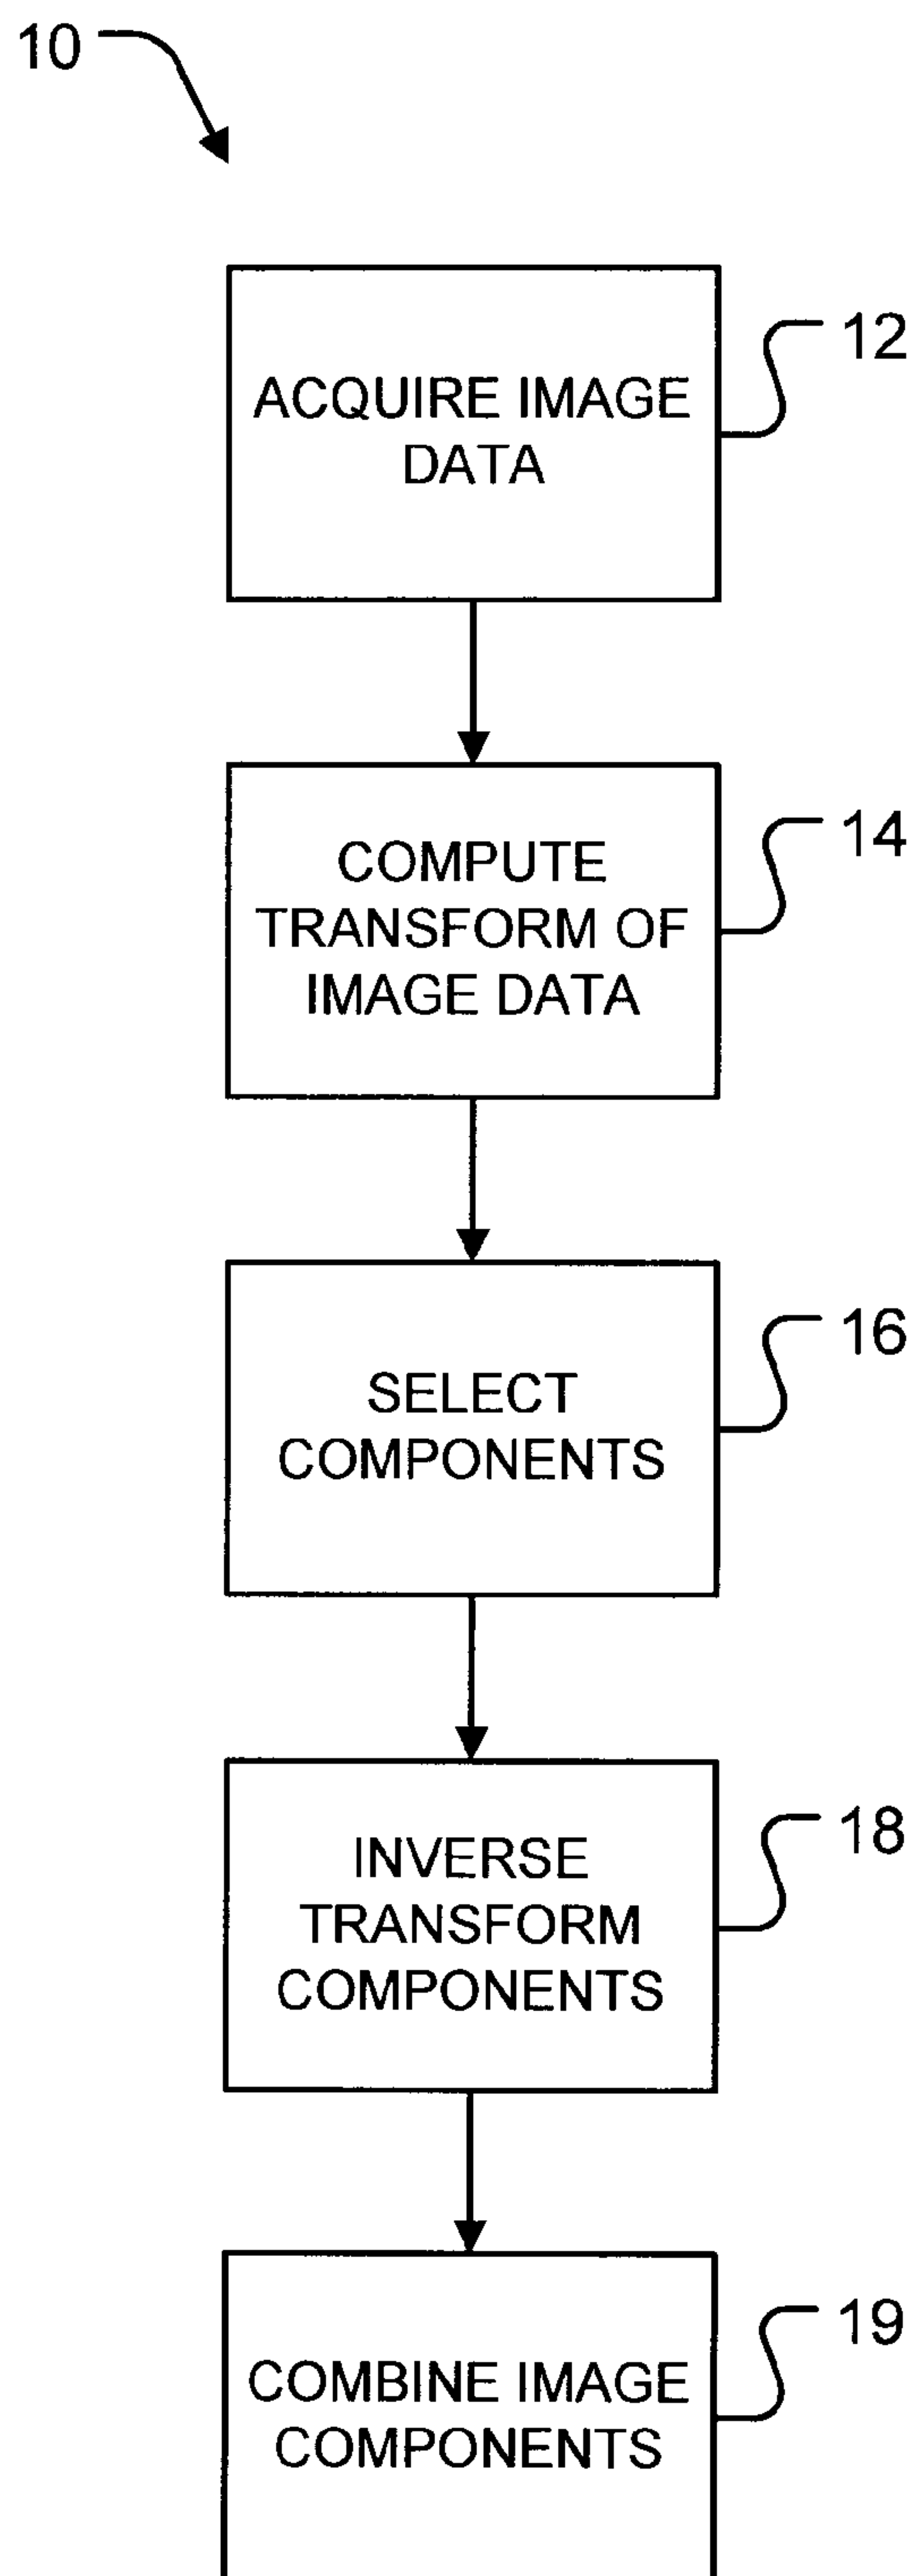 10
12
ACQUIRE IMAGE
DATA
14
COMPUTE
TRANSFORM OF
IMAGE DATA
16
SELECT
COMPONENTS
18
INVERSE
TRANSFORM
COMPONENTS
19
COMBINE IMAGE
COMPONENTS